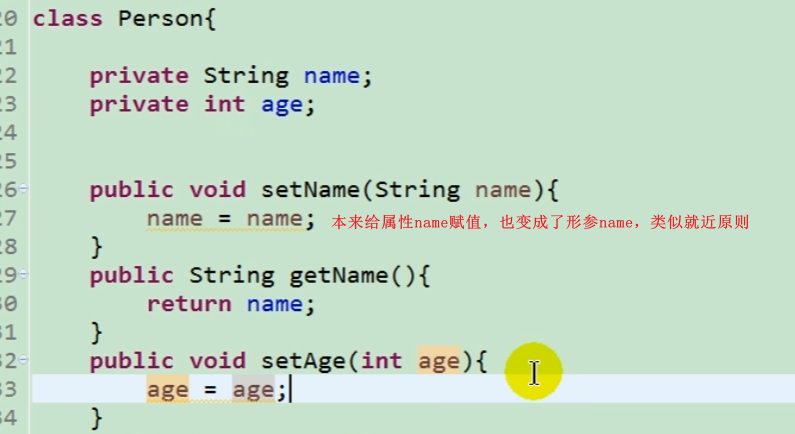 20 class Person{
21
22 private String name;
23 private int age;
24
25
26 public void setName(String name){
27 name = name; 本来给属性name赋值，也变成了形参name，类似就近原则
28 }
29 public String getName(){
30 return name;
31 }
32 public void setAge(int age){
33 age = age;
34 }